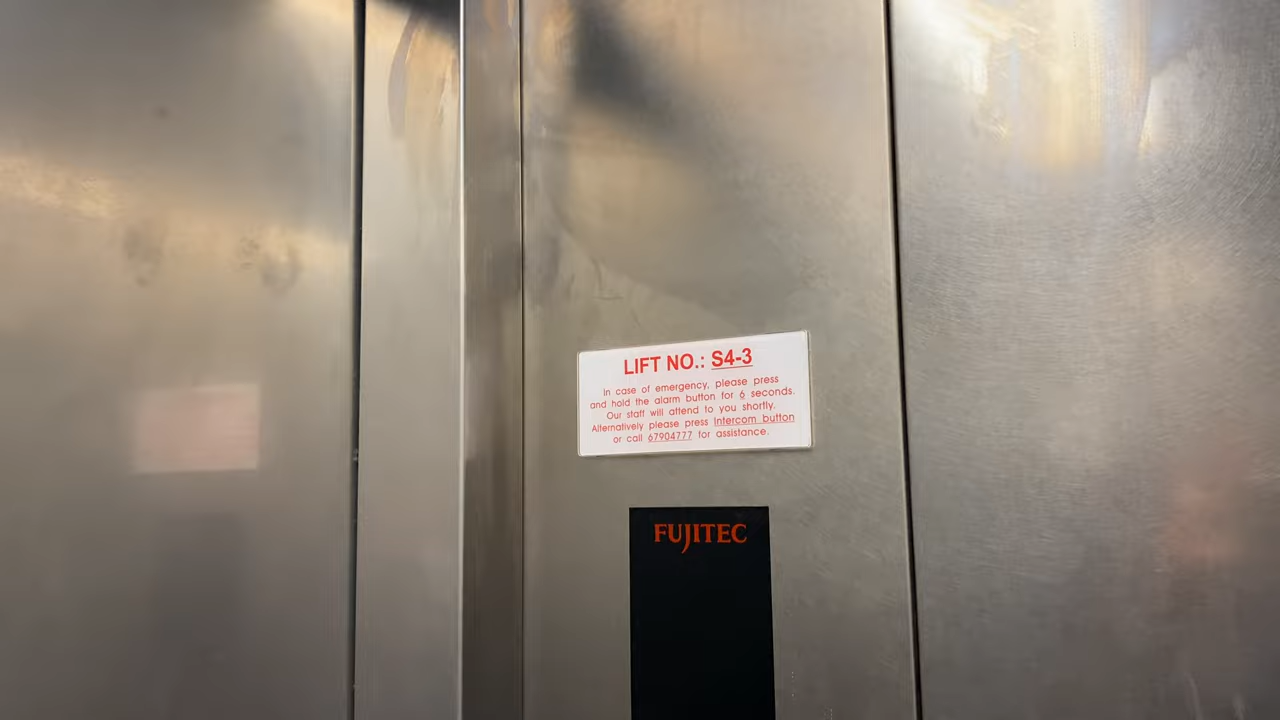 LIFT NO.: S4-3
In case of emergency, please press
and hold the alarm button for 6 seconds.
Our staff will attend to you shortly.
Alternatively please press Intercom button
or call 67904777 for assistance.
FUJITEC